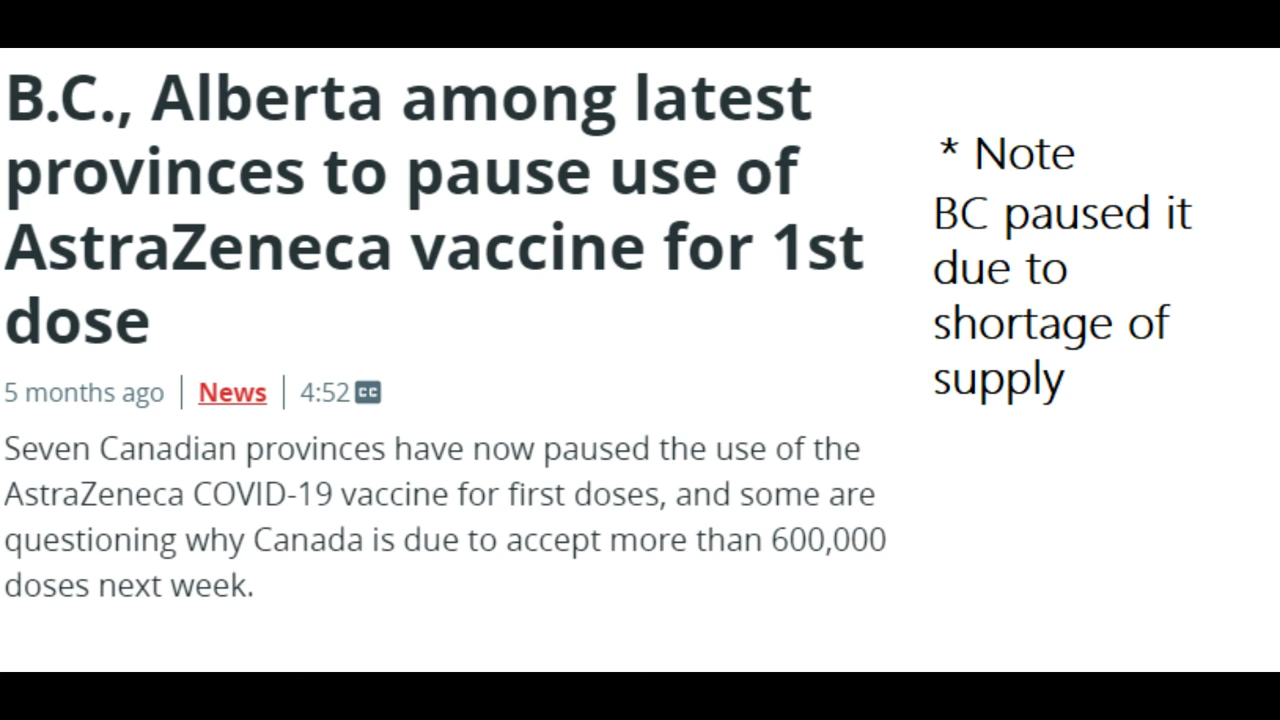 B.C., Alberta among latest
provinces to pause use of
AstraZeneca vaccine for 1st
dose
5 months ago | News | 4:52 CC
Seven Canadian provinces have now paused the use of the
AstraZeneca COVID-19 vaccine for first doses, and some are
questioning why Canada is due to accept more than 600,000
doses next week.
* Note
BC paused it
due to
shortage of
supply